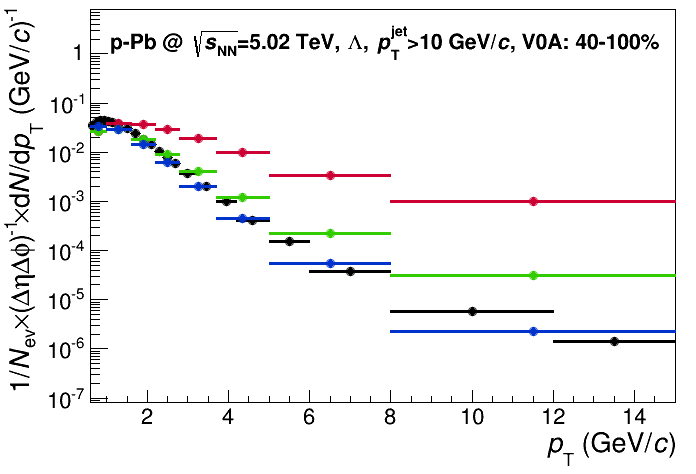 p-Pb @ √sNN=5.02 TeV, Λ, pTjet>10 GeV/c, V0A: 40-100%
1/Nev×(ΔηΔϕ)-1×dN/dpT (GeV/c)-1
1
10-1
10-2
10-3
10-4
10-5
10-6
10-7
2 4 6 8 10 12 14
pT (GeV/c)